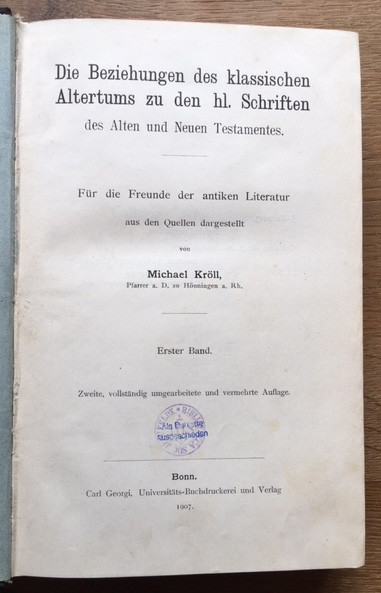 Die Beziehungen des klassischen
Altertums zu den hl. Schriften
des Alten und Neuen Testamentes.
Für die Freunde der antiken Literatur
aus den Quellen dargestellt
von
Michael Kröll,
Pfarrer a. D. zu Hönningen a. Rh.
Erster Band.
Zweite, vollständig umgearbeitete und vermehrte Auflage.
Bonn.
Carl Georgi, Universitäts-Buchdruckerei und Verlag
1907.